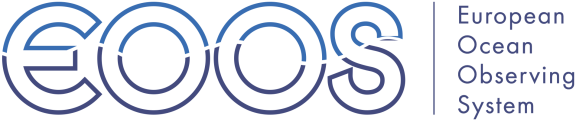 EOOS
European
Ocean
Observing
System